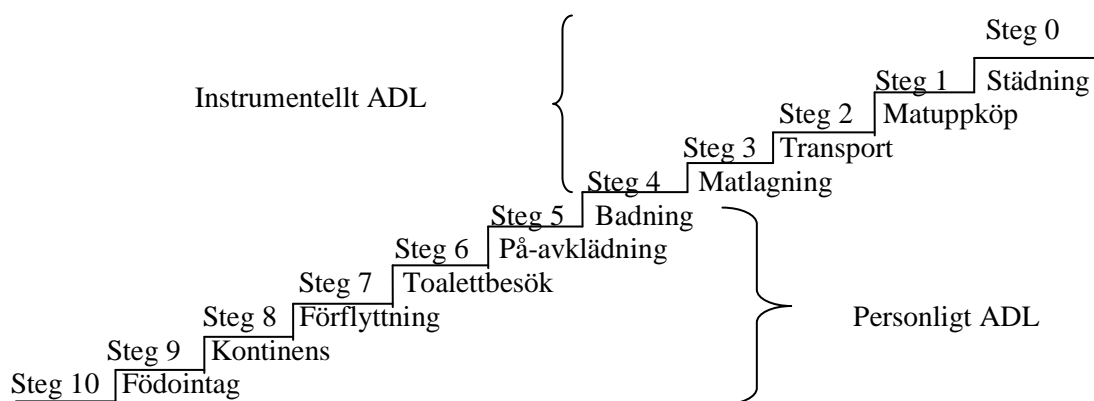 Steg 0
Instrumentellt ADL
Steg 1 Städning
Steg 2 Matuppköp
Steg 3 Transport
Steg 4 Matlagning
Steg 5 Badning
Steg 6 På-avklädning
Steg 7 Toalettbesök
Steg 8 Förflyttning
Personligt ADL
Steg 9 Kontinens
Steg 10 Födointag